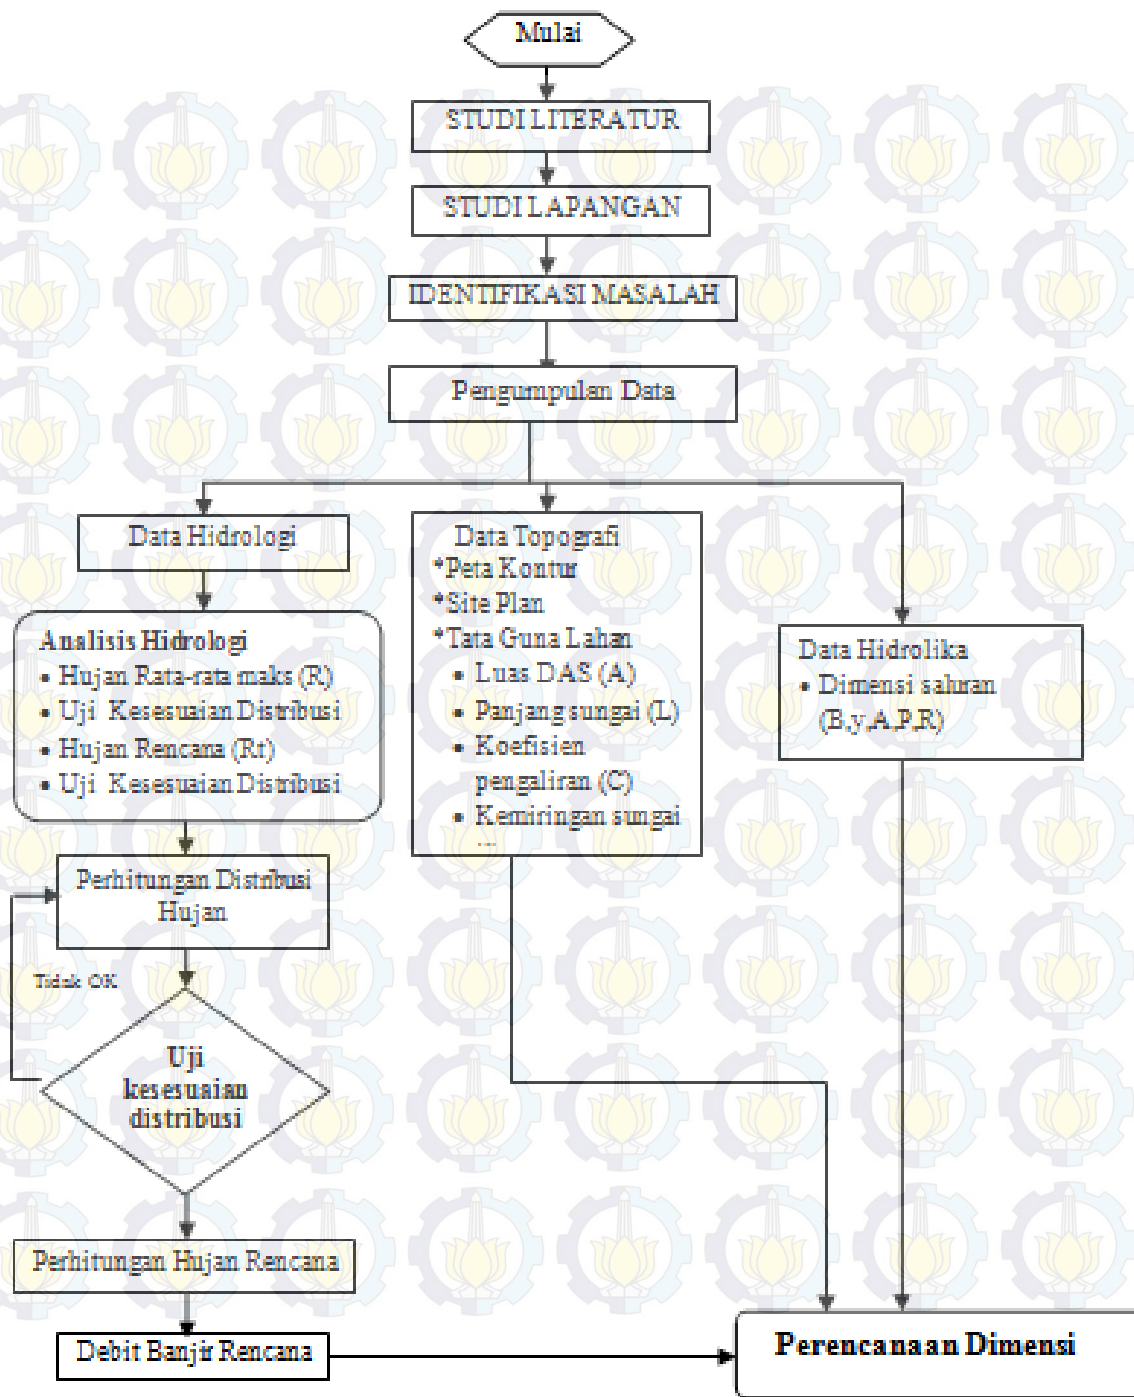 Mulai
STUDI LITERATUR
STUDI LAPANGAN
IDENTIFIKASI MASALAH
Pengumpulan Data
Data Hidrologi
Analisis Hidrologi
• Hujan Rata-rata maks (R)
• Uji Kesesuaian Distribusi
• Hujan Rencana (Rt)
• Uji Kesesuaian Distribusi
Perhitungan Distribusi
Hujan
Tidak OK
Uji
kesesuaian
distribusi
Perhitungan Hujan Rencana
Debit Banjir Rencana
Data Topografi
*Peta Kontur
*Site Plan
*Tata Guna Lahan
• Luas DAS (A)
• Panjang sungai (L)
• Koefisien
pengaliran (C)
• Kemiringan sungai
...
Data Hidrolika
• Dimensi saluran
(B,y,A,P,R)
Perencanaan Dimensi